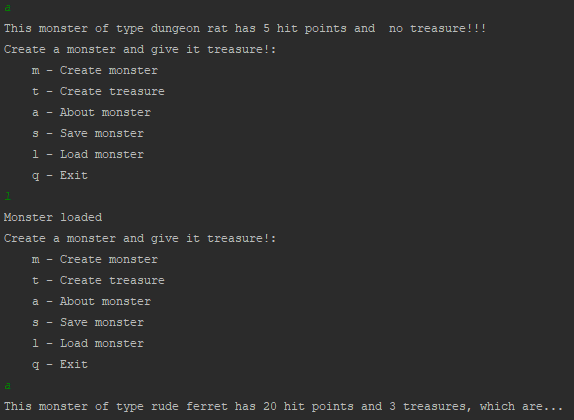 a
This monster of type dungeon rat has 5 hit points and  no treasure!!!
Create a monster and give it treasure!:
    m - Create monster
    t - Create treasure
    a - About monster
    s - Save monster
    l - Load monster
    q - Exit
l
Monster loaded
Create a monster and give it treasure!:
    m - Create monster
    t - Create treasure
    a - About monster
    s - Save monster
    l - Load monster
    q - Exit
a
This monster of type rude ferret has 20 hit points and 3 treasures, which are...